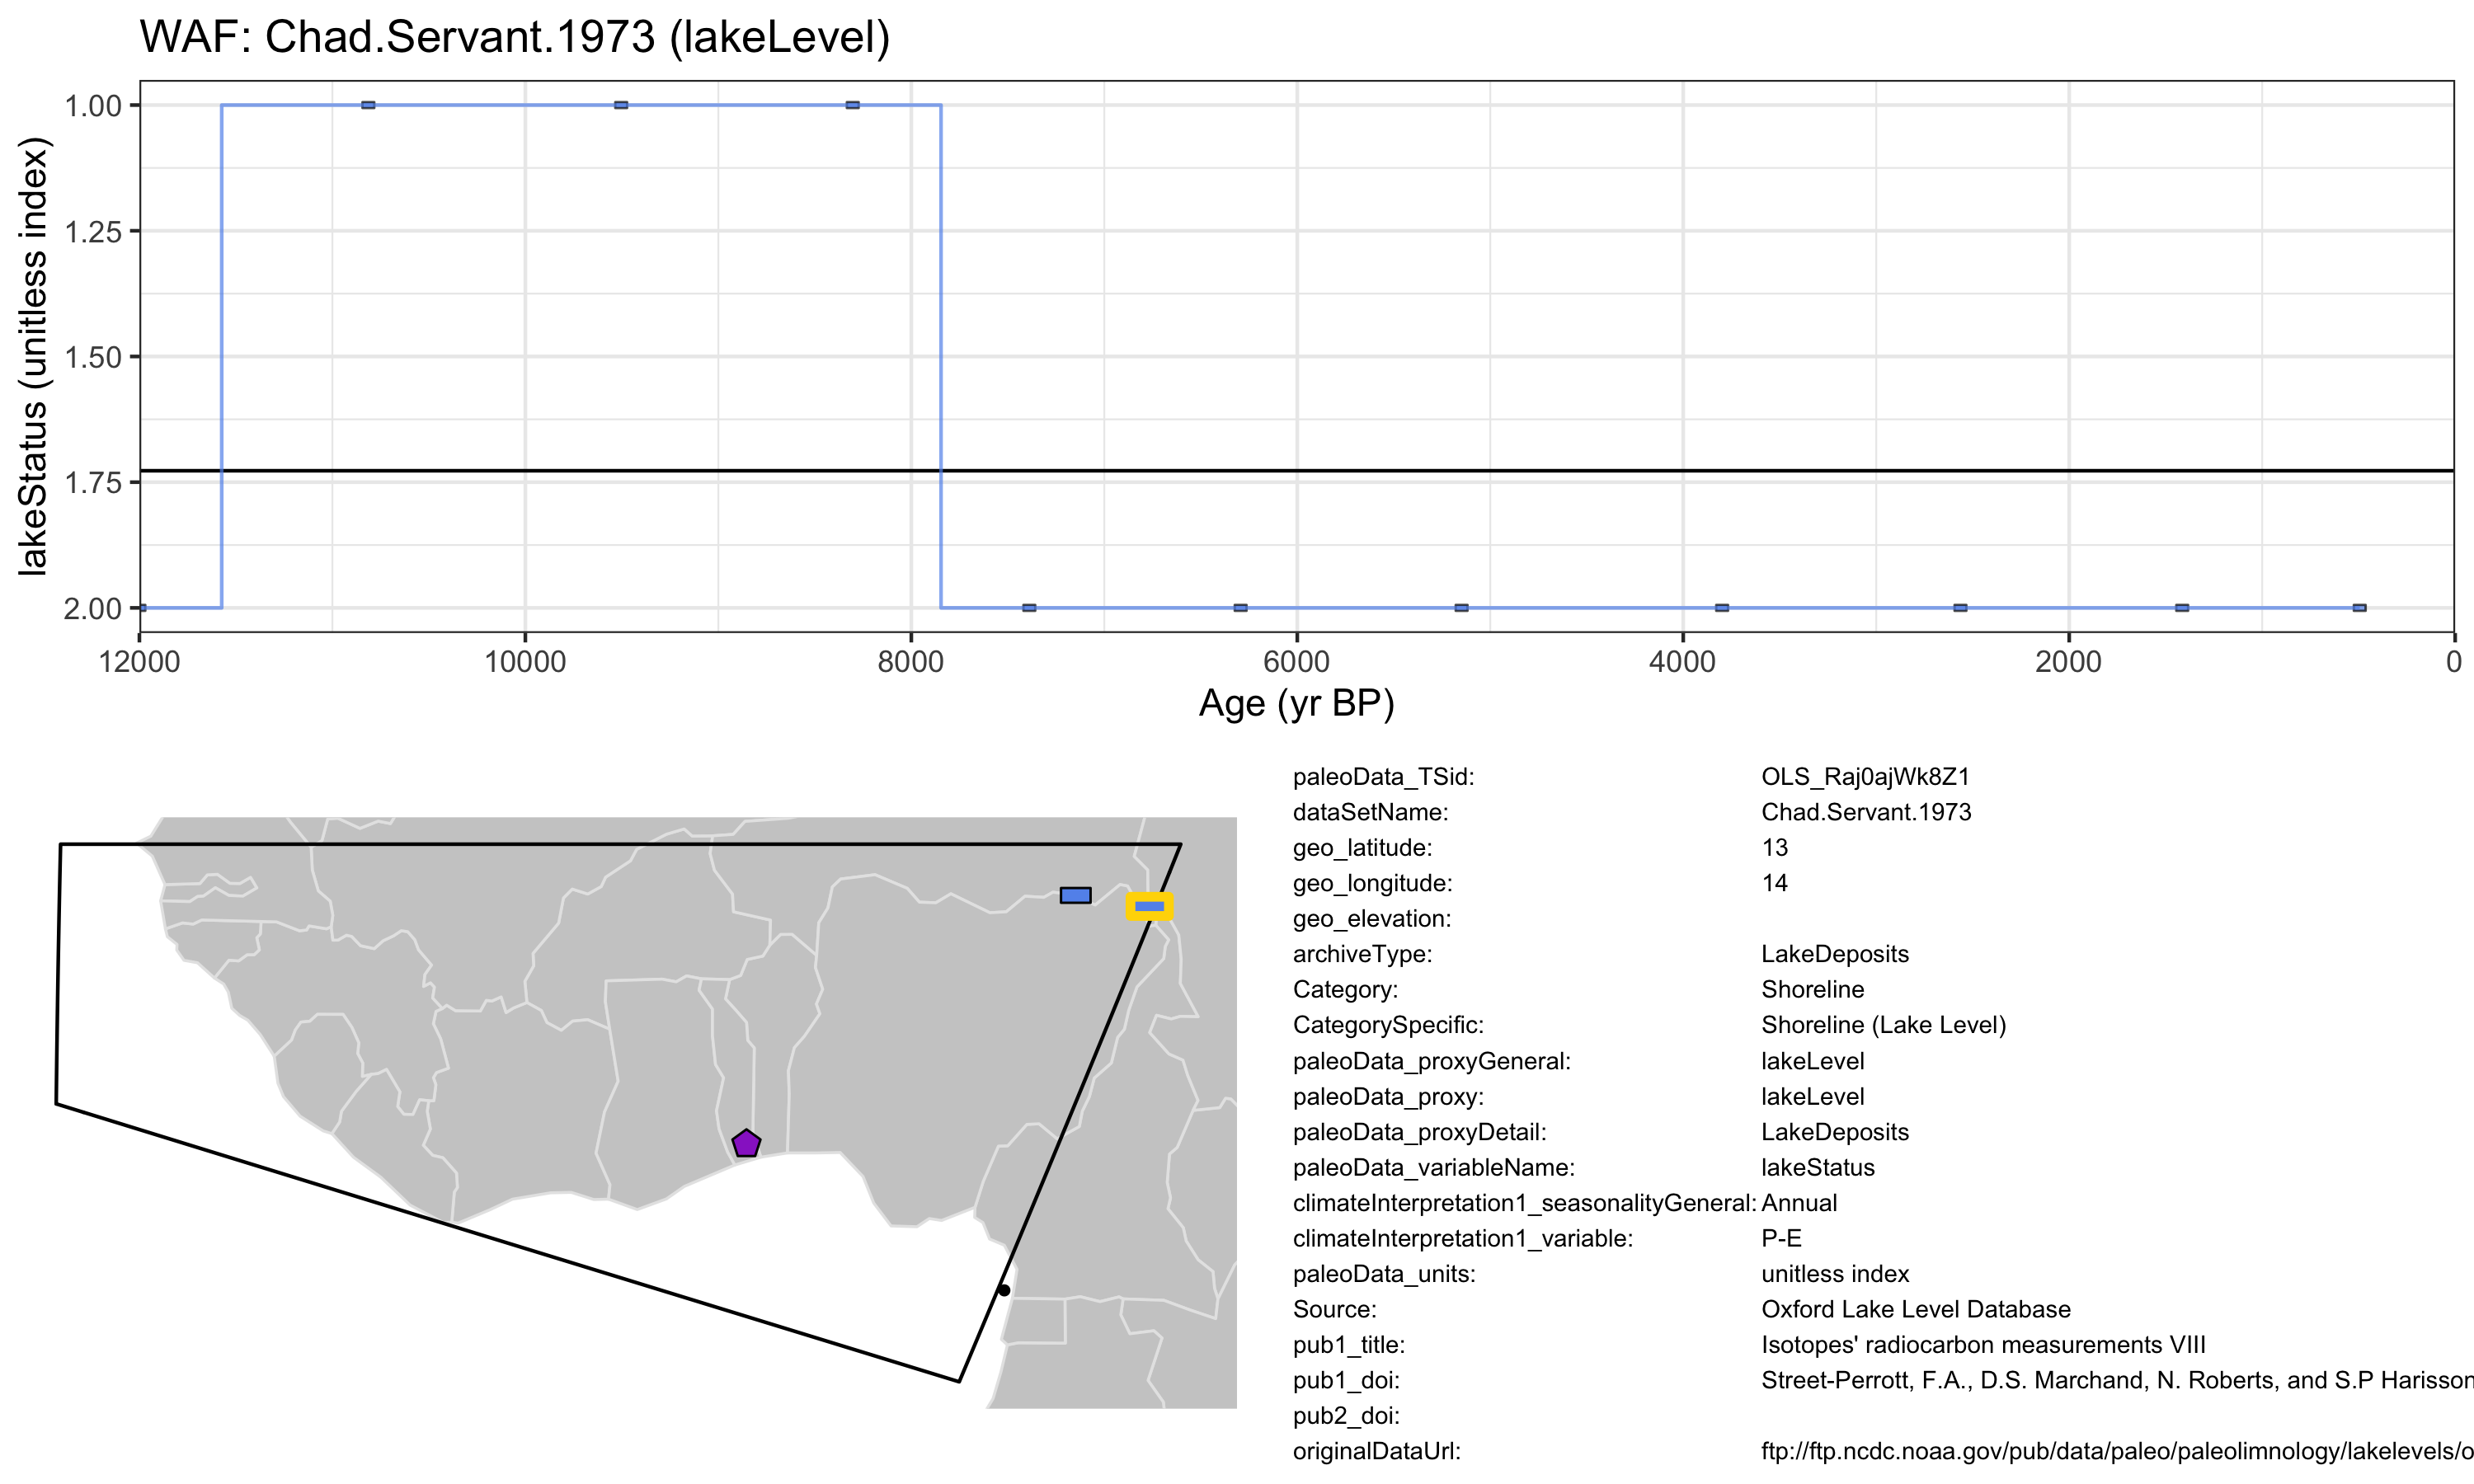 WAF: Chad.Servant.1973 (lakeLevel)
lakeStatus (unitless index)
1.00
1.25
1.50
1.75
2.00
12000 10000 8000 6000 4000 2000 0
Age (yr BP)
paleoData_TSid: OLS_Raj0ajWk8Z1
dataSetName: Chad.Servant.1973
geo_latitude: 13
geo_longitude: 14
geo_elevation:
archiveType: LakeDeposits
Category: Shoreline
CategorySpecific: Shoreline (Lake Level)
paleoData_proxyGeneral: lakeLevel
paleoData_proxy: lakeLevel
paleoData_proxyDetail: LakeDeposits
paleoData_variableName: lakeStatus
climateInterpretation1_seasonalityGeneral: Annual
climateInterpretation1_variable: P-E
paleoData_units: unitless index
Source: Oxford Lake Level Database
pub1_title: Isotopes' radiocarbon measurements VIII
pub1_doi: Street-Perrott, F.A., D.S. Marchand, N. Roberts, and S.P Harisson
pub2_doi:
originalDataUrl: ftp://ftp.ncdc.noaa.gov/pub/data/paleo/paleolimnology/lakelevels/o